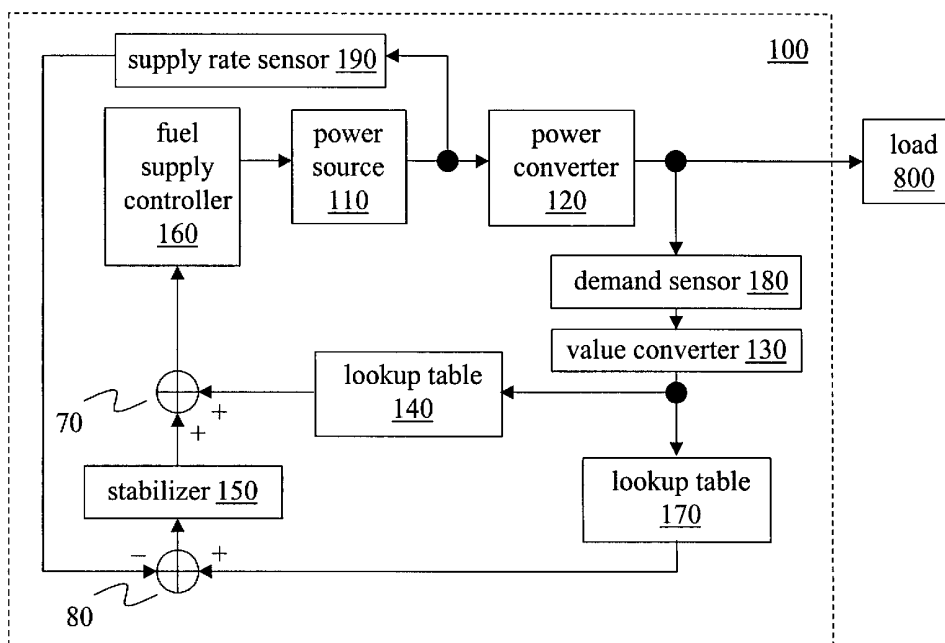 supply rate sensor 190
100
fuel
supply
controller
160
power
source
110
power
converter
120
load
800
demand sensor 180
value converter 130
lookup table
140
70
+
+
stabilizer 150
lookup table
170
− +
80